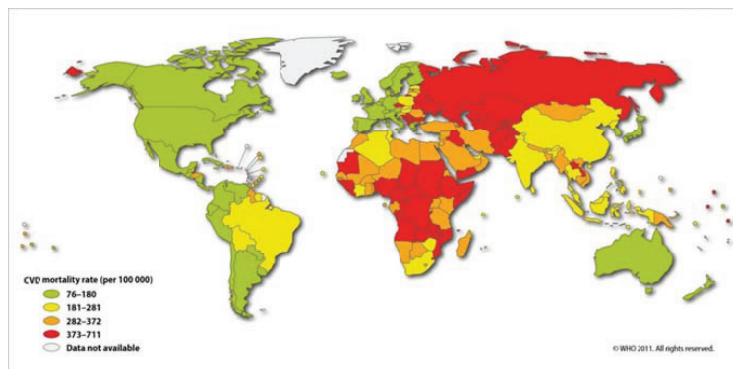 CVD mortality rate (per 100 000)
76–180
181–281
282–372
373–711
Data not available
© WHO 2011. All rights reserved.